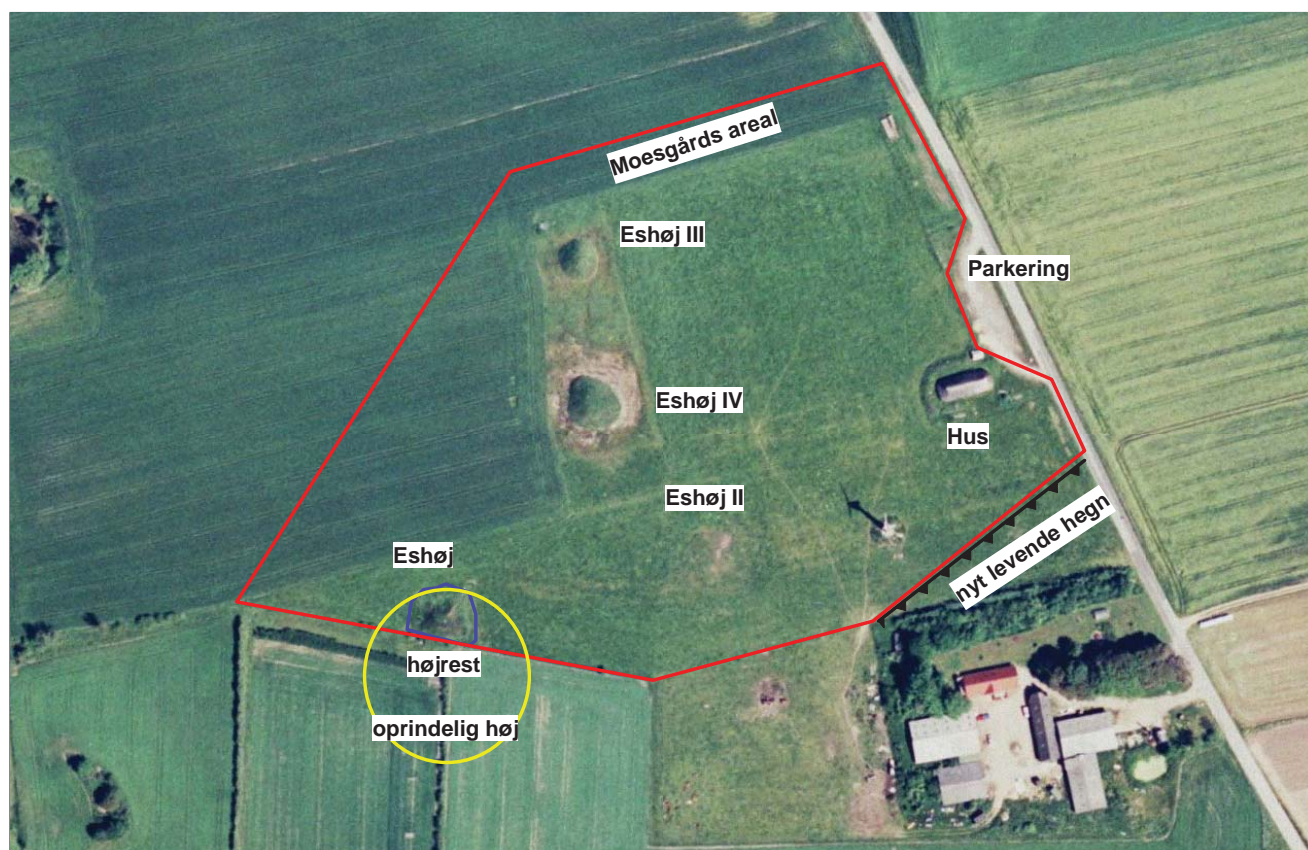 Moesgårds areal
Eshøj III
Parkering
Eshøj IV
Hus
Eshøj II
nyt levende hegn
Eshøj
højrest
oprindelig høj